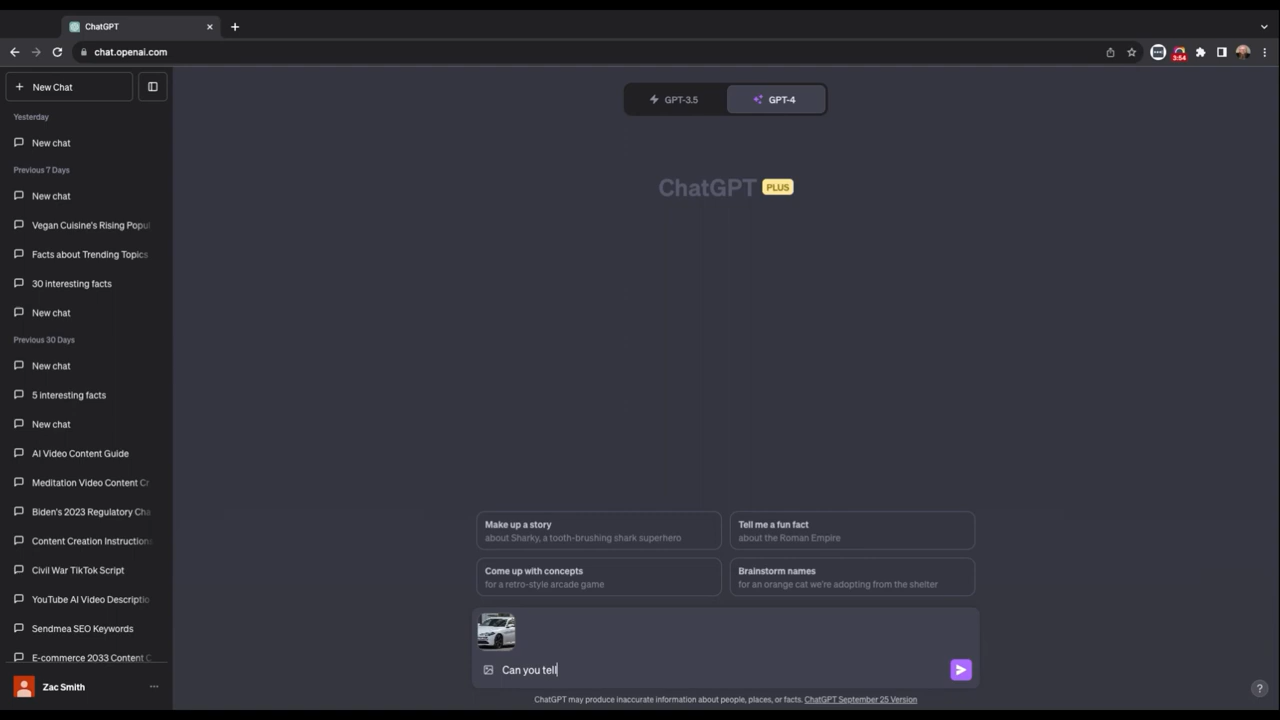 ChatGPT
chat.openai.com
3:54
New Chat
Yesterday
New chat
Previous 7 Days
New chat
Vegan Cuisine's Rising Popul
Facts about Trending Topics
30 interesting facts
New chat
Previous 30 Days
New chat
5 interesting facts
New chat
AI Video Content Guide
Meditation Video Content Cr
Biden's 2023 Regulatory Cha
Content Creation Instructions
Civil War TikTok Script
YouTube AI Video Descriptio
Sendmea SEO Keywords
E-commerce 2033 Content C
Zac Smith
GPT-3.5
GPT-4
ChatGPT PLUS
Make up a story
about Sharky, a tooth-brushing shark superhero
Tell me a fun fact
about the Roman Empire
Come up with concepts
for a retro-style arcade game
Brainstorm names
for an orange cat we're adopting from the shelter
Can you tell
ChatGPT may produce inaccurate information about people, places, or facts. ChatGPT September 25 Version
?